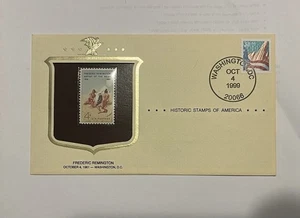 WASHINGTON, DC
OCT
4
1999
20066
HISTORIC STAMPS OF AMERICA
FREDERIC REMINGTON
OCTOBER 4, 1961 — WASHINGTON, D.C.